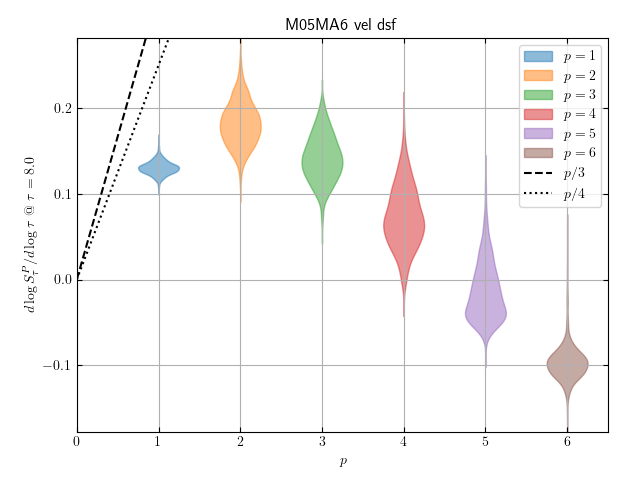 M05MA6 vel dsf
d log S_τ^P / d log τ @ τ = 8.0
0.2
0.1
0.0
−0.1
0 1 2 3 4 5 6
p
p = 1
p = 2
p = 3
p = 4
p = 5
p = 6
p/3
p/4